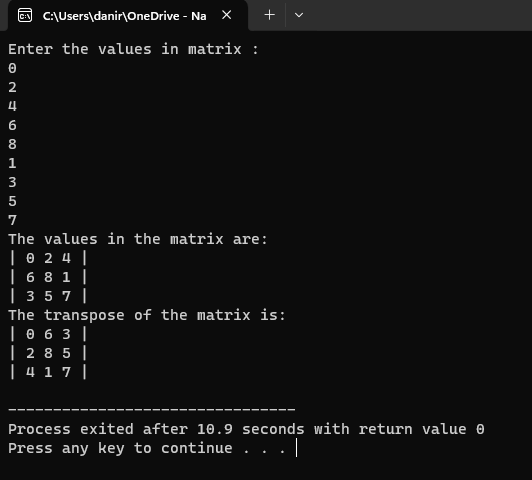 C:\Users\danir\OneDrive - Na
Enter the values in matrix :
0
2
4
6
8
1
3
5
7
The values in the matrix are:
| 0 2 4 |
| 6 8 1 |
| 3 5 7 |
The transpose of the matrix is:
| 0 6 3 |
| 2 8 5 |
| 4 1 7 |
--------------------------------
Process exited after 10.9 seconds with return value 0
Press any key to continue . . .